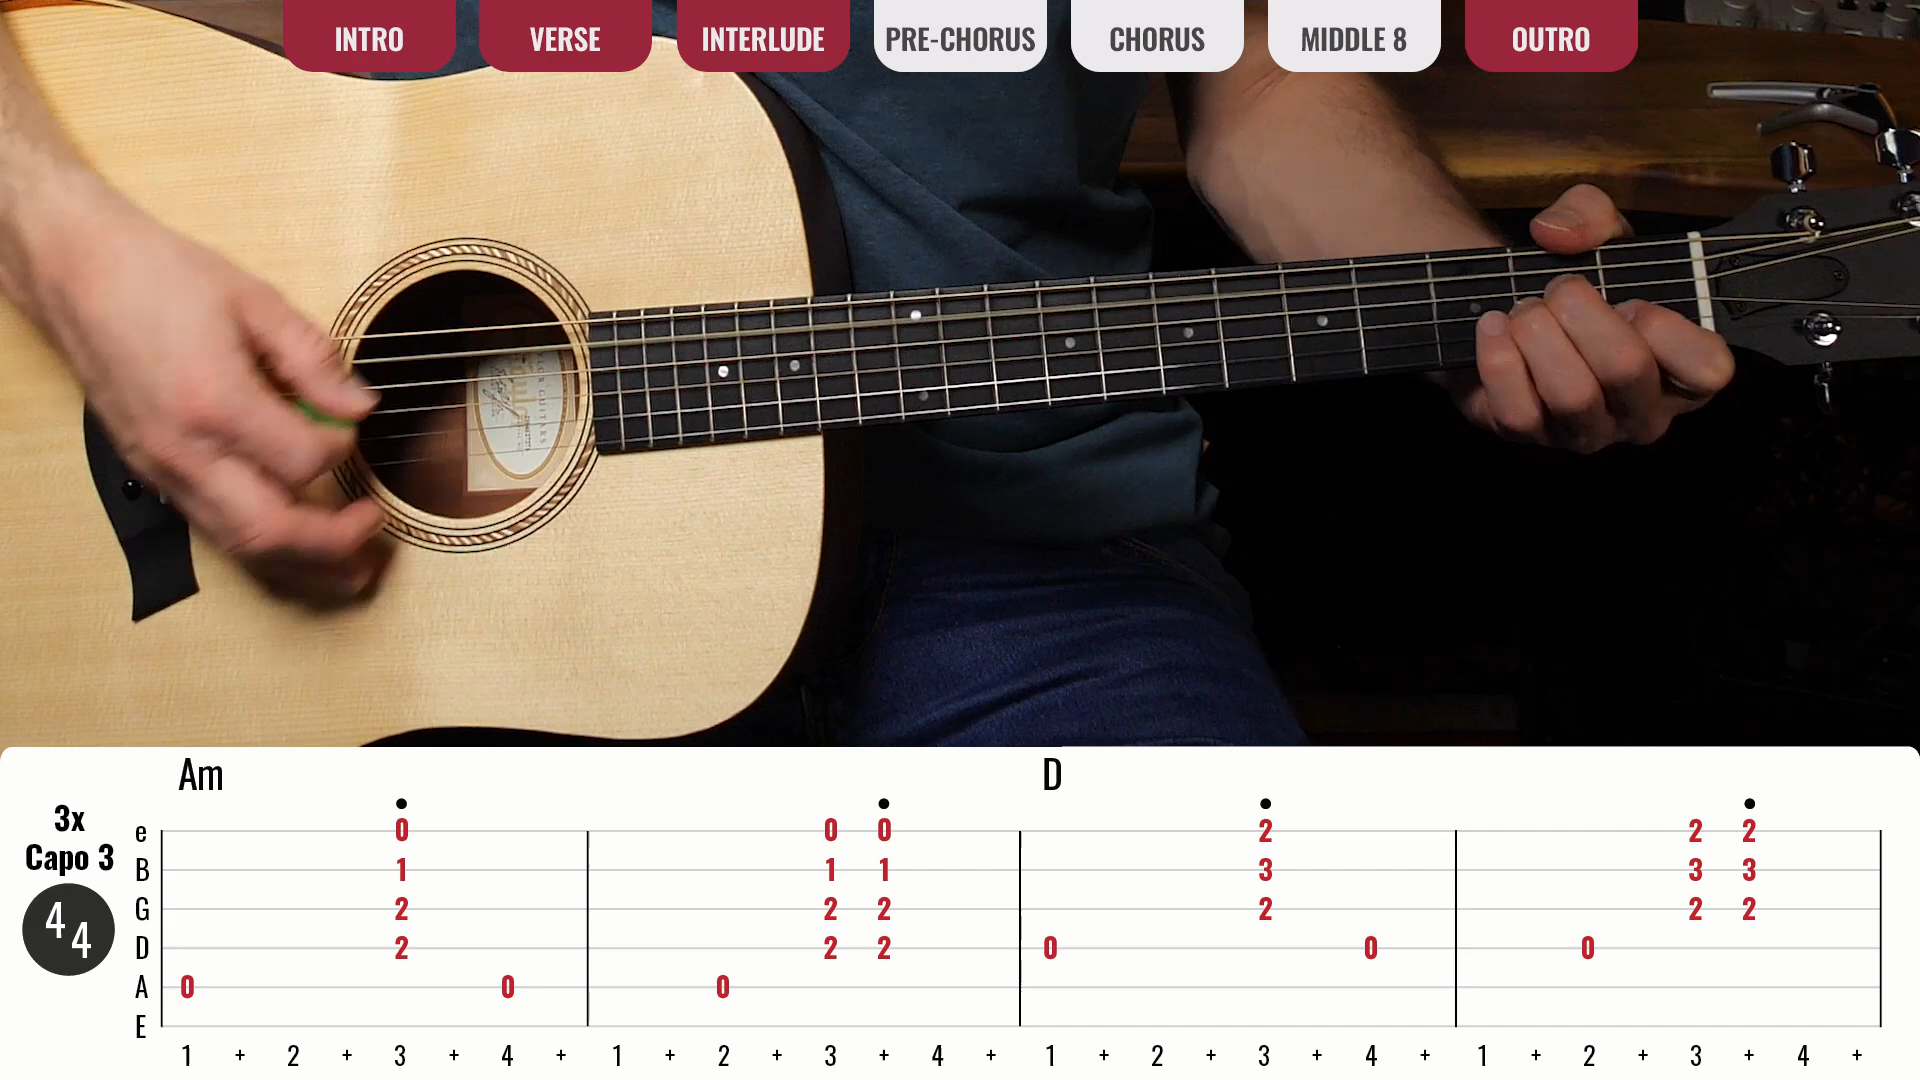 INTRO VERSE INTERLUDE PRE-CHORUS CHORUS MIDDLE 8 OUTRO
Am D
3x
Capo 3
4
4
e 0 0 0 2 2 2
B 1 1 1 3 3 3
G 2 2 2 2 2 2
D 2 2 2 0 0 0
A 0 0 0
E
1 + 2 + 3 + 4 + 1 + 2 + 3 + 4 + 1 + 2 + 3 + 4 + 1 + 2 + 3 + 4 +